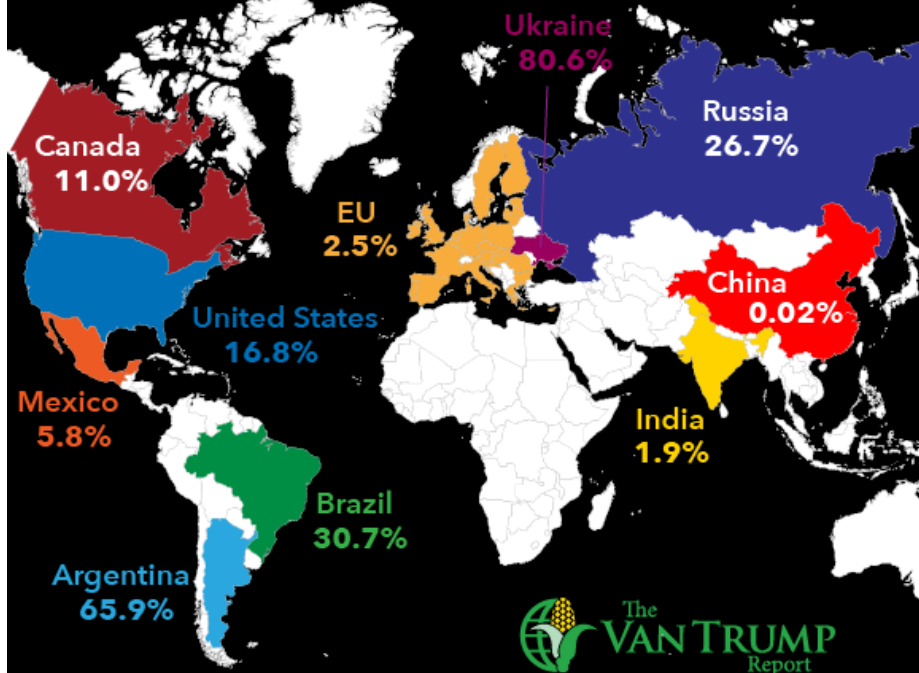 Ukraine
80.6%
Russia
26.7%
Canada
11.0%
EU
2.5%
China
0.02%
United States
16.8%
Mexico
5.8%
India
1.9%
Brazil
30.7%
Argentina
65.9%
The
VAN TRUMP
Report